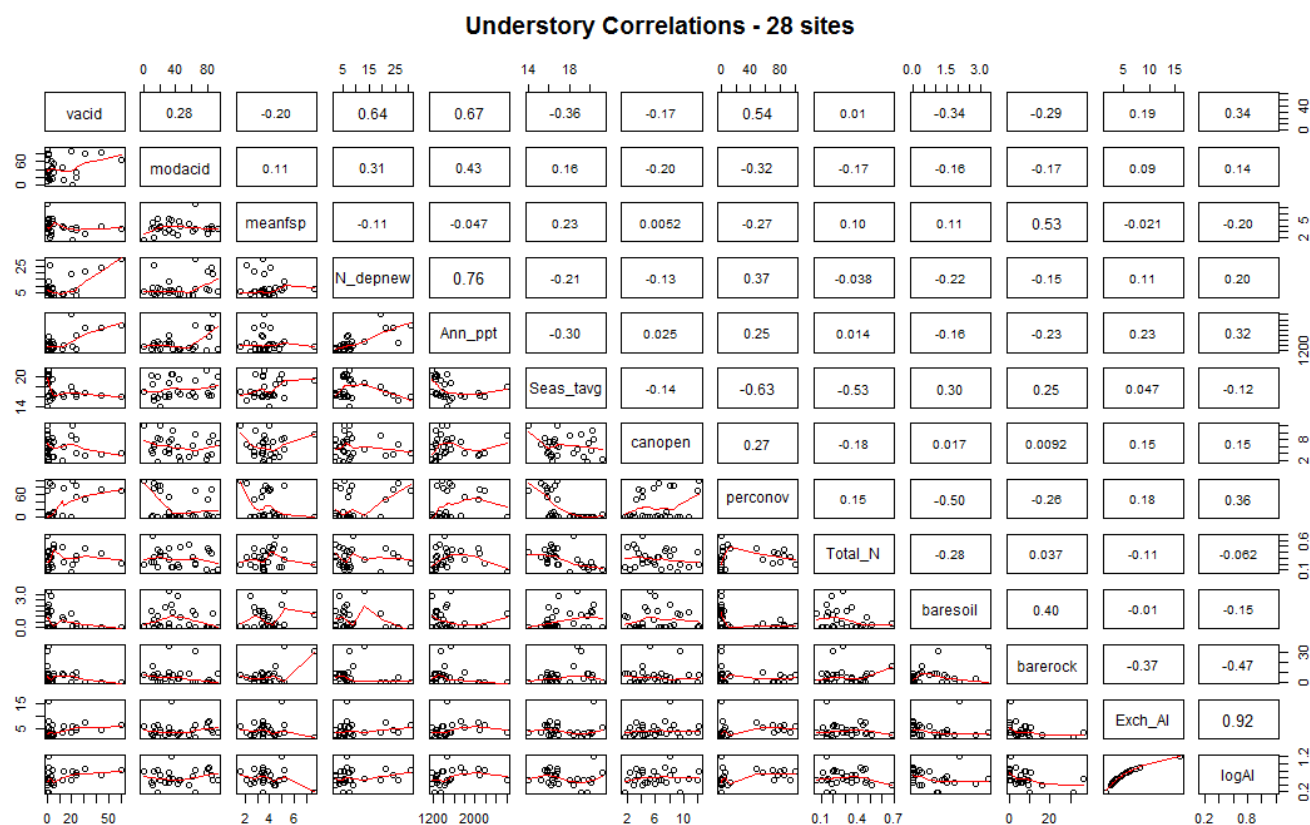 Understory Correlations - 28 sites
0 40 80 5 15 25 14 18 0 40 80 0.0 1.5 3.0 5 10 15
vacid 0.28 -0.20 0.64 0.67 -0.36 -0.17 0.54 0.01 -0.34 -0.29 0.19 0.34 0 40
0 60 modacid 0.11 0.31 0.43 0.16 -0.20 -0.32 -0.17 -0.16 -0.17 0.09 0.14
meanfsp -0.11 -0.047 0.23 0.0052 -0.27 0.10 0.11 0.53 -0.021 -0.20 2 5
5 25 N_depnew 0.76 -0.21 -0.13 0.37 -0.038 -0.22 -0.15 0.11 0.20
Ann_ppt -0.30 0.025 0.25 0.014 -0.16 -0.23 0.23 0.32 1200
14 20 Seas_tavg -0.14 -0.63 -0.53 0.30 0.25 0.047 -0.12
canopen 0.27 -0.18 0.017 0.0092 0.15 0.15 2 8
0 60 perconov 0.15 -0.50 -0.26 0.18 0.36
Total_N -0.28 0.037 -0.11 -0.062 0.1 0.6
0.0 3.0 baresoil 0.40 -0.01 -0.15
barerock -0.37 -0.47 0 30
5 15 Exch_Al 0.92
logAl 0.2 1.2
0 20 50 2 4 6 1200 2000 2 6 10 0.1 0.4 0.7 0 20 0.2 0.8